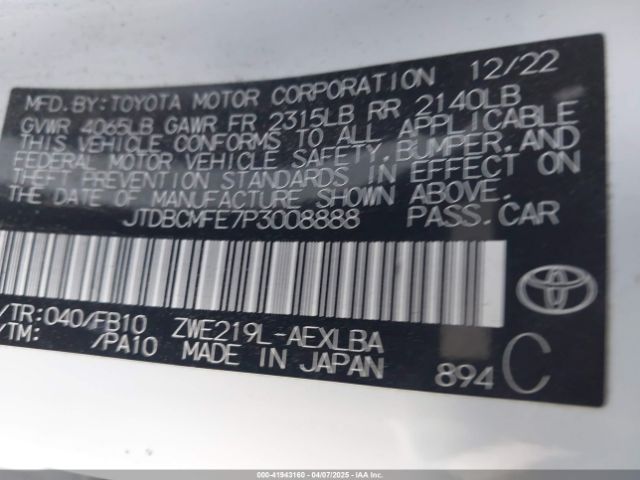 MFD.BY:TOYOTA MOTOR CORPORATION 12/22
GVWR 4065LB GAWR FR 2315LB RR 2140LB
THIS VEHICLE CONFORMS TO ALL APPLICABLE
FEDERAL MOTOR VEHICLE SAFETY,BUMPER,AND
THEFT PREVENTION STANDARDS IN EFFECT ON
THE DATE OF MANUFACTURE SHOWN ABOVE.
JTDBCMFE7P3008888 PASS.CAR
/TR:040/FB10 ZWE219L-AEXLBA
/TM: /PA10 MADE IN JAPAN
894 C
000-41943160 - 04/07/2025 - IAA Inc.